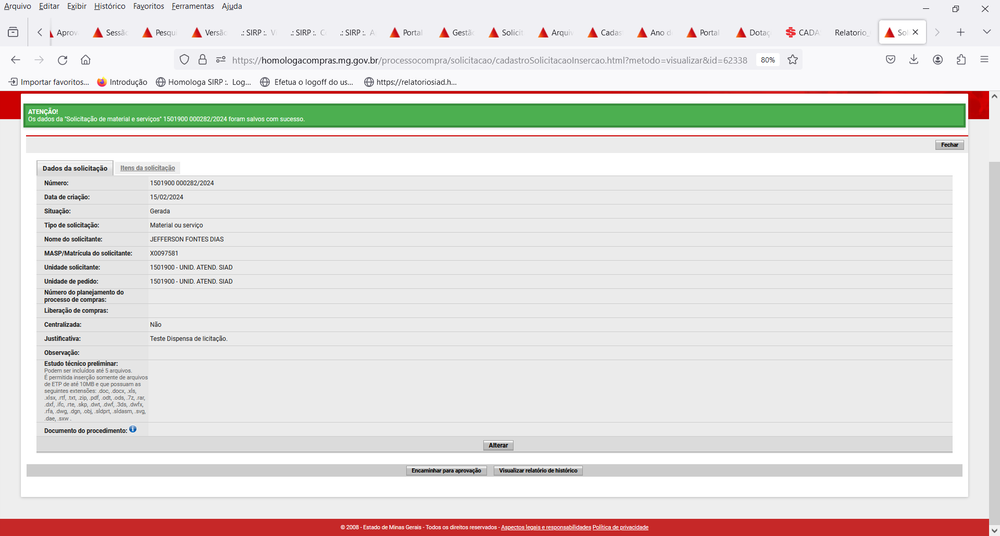 Arquivo Editar Exibir Histórico Favoritos Ferramentas Ajuda
Aprov Sessão Pesqui Versão .: SIRP :. V .: SIRP :. C .: SIRP :. A Portal Gestão Solicit Arquiv Cadas Ano d Portal Dotaç CADA Relatorio_ Sol
https://homologacompras.mg.gov.br/processocompra/solicitacao/cadastroSolicitacaoInsercao.html?metodo=visualizar&id=62338 80%
Importar favoritos... Introdução Homologa SIRP :. Log... Efetua o logoff do us... https://relatoriosiad.h...
ATENÇÃO!
Os dados da "Solicitação de material e serviços" 1501900 000282/2024 foram salvos com sucesso.
Fechar
Dados da solicitação Itens da solicitação
Número: 1501900 000282/2024
Data de criação: 15/02/2024
Situação: Gerada
Tipo de solicitação: Material ou serviço
Nome do solicitante: JEFFERSON FONTES DIAS
MASP/Matrícula do solicitante: X0097581
Unidade solicitante: 1501900 - UNID. ATEND. SIAD
Unidade de pedido: 1501900 - UNID. ATEND. SIAD
Número do planejamento do
processo de compras:
Liberação de compras:
Centralizada: Não
Justificativa: Teste Dispensa de licitação.
Observação:
Estudo técnico preliminar:
Podem ser incluídos até 5 arquivos.
É permitida inserção somente de arquivos
de ETP de até 10MB e que possuam as
seguintes extensões: .doc, .docx, .xls,
.xlsx, .rtf, .txt, .zip, .pdf, .odt, .ods, .7z, .rar,
.dxf, .ifc, .rte, .skp, .dwt, .dwf, .3ds, .dwfx,
.rfa, .dwg, .dgn, .obj, .sldprt, .sldasm, .svg,
.dae, .sxw .
Documento do procedimento:
Alterar
Encaminhar para aprovação Visualizar relatório de histórico
© 2008 - Estado de Minas Gerais - Todos os direitos reservados - Aspectos legais e responsabilidades Política de privacidade